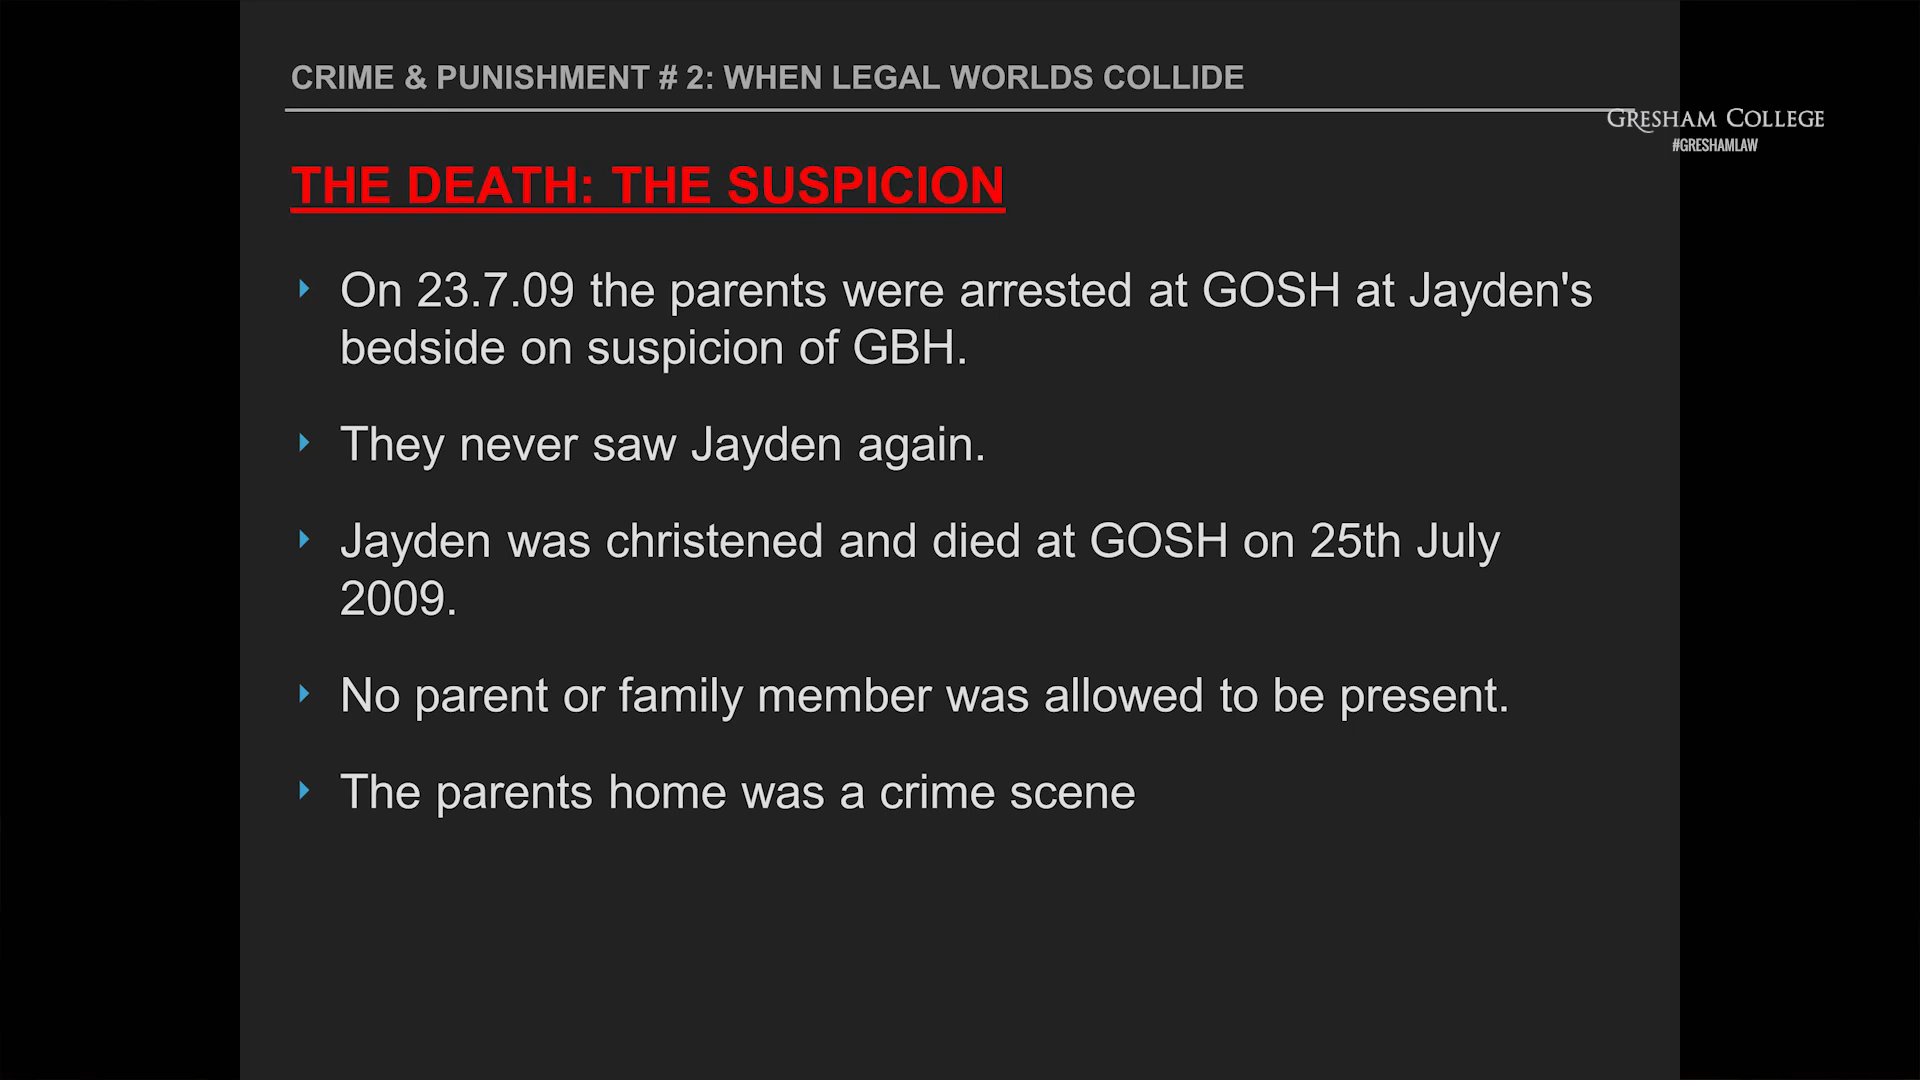 CRIME & PUNISHMENT # 2: WHEN LEGAL WORLDS COLLIDE
GRESHAM COLLEGE
#GRESHAMLAW
THE DEATH: THE SUSPICION
‣ On 23.7.09 the parents were arrested at GOSH at Jayden's
bedside on suspicion of GBH.
‣ They never saw Jayden again.
‣ Jayden was christened and died at GOSH on 25th July
2009.
‣ No parent or family member was allowed to be present.
‣ The parents home was a crime scene